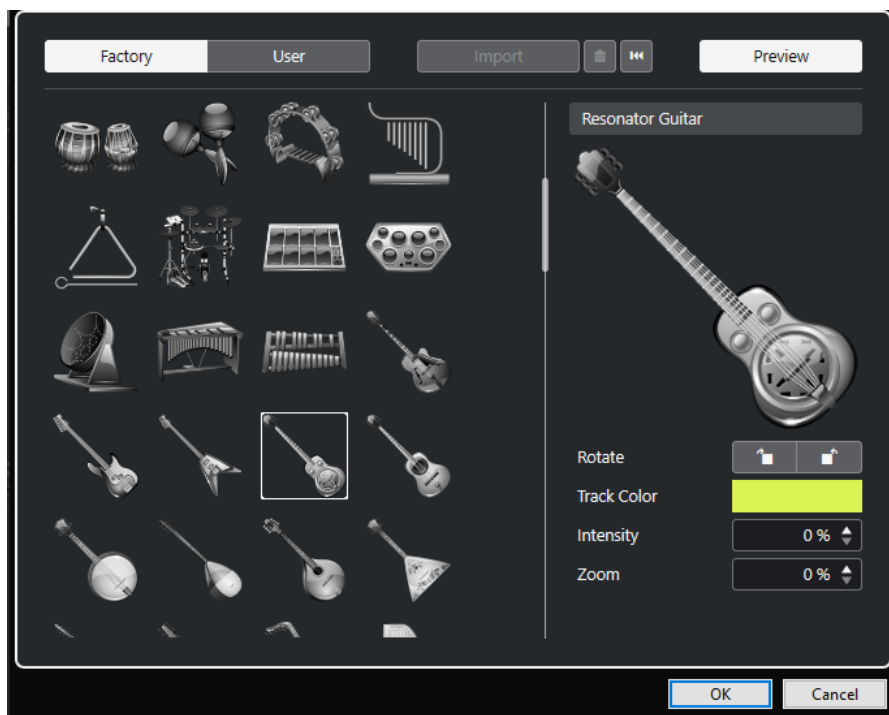 Factory User Import Preview
Resonator Guitar
Rotate
Track Color
Intensity 0 %
Zoom 0 %
OK Cancel